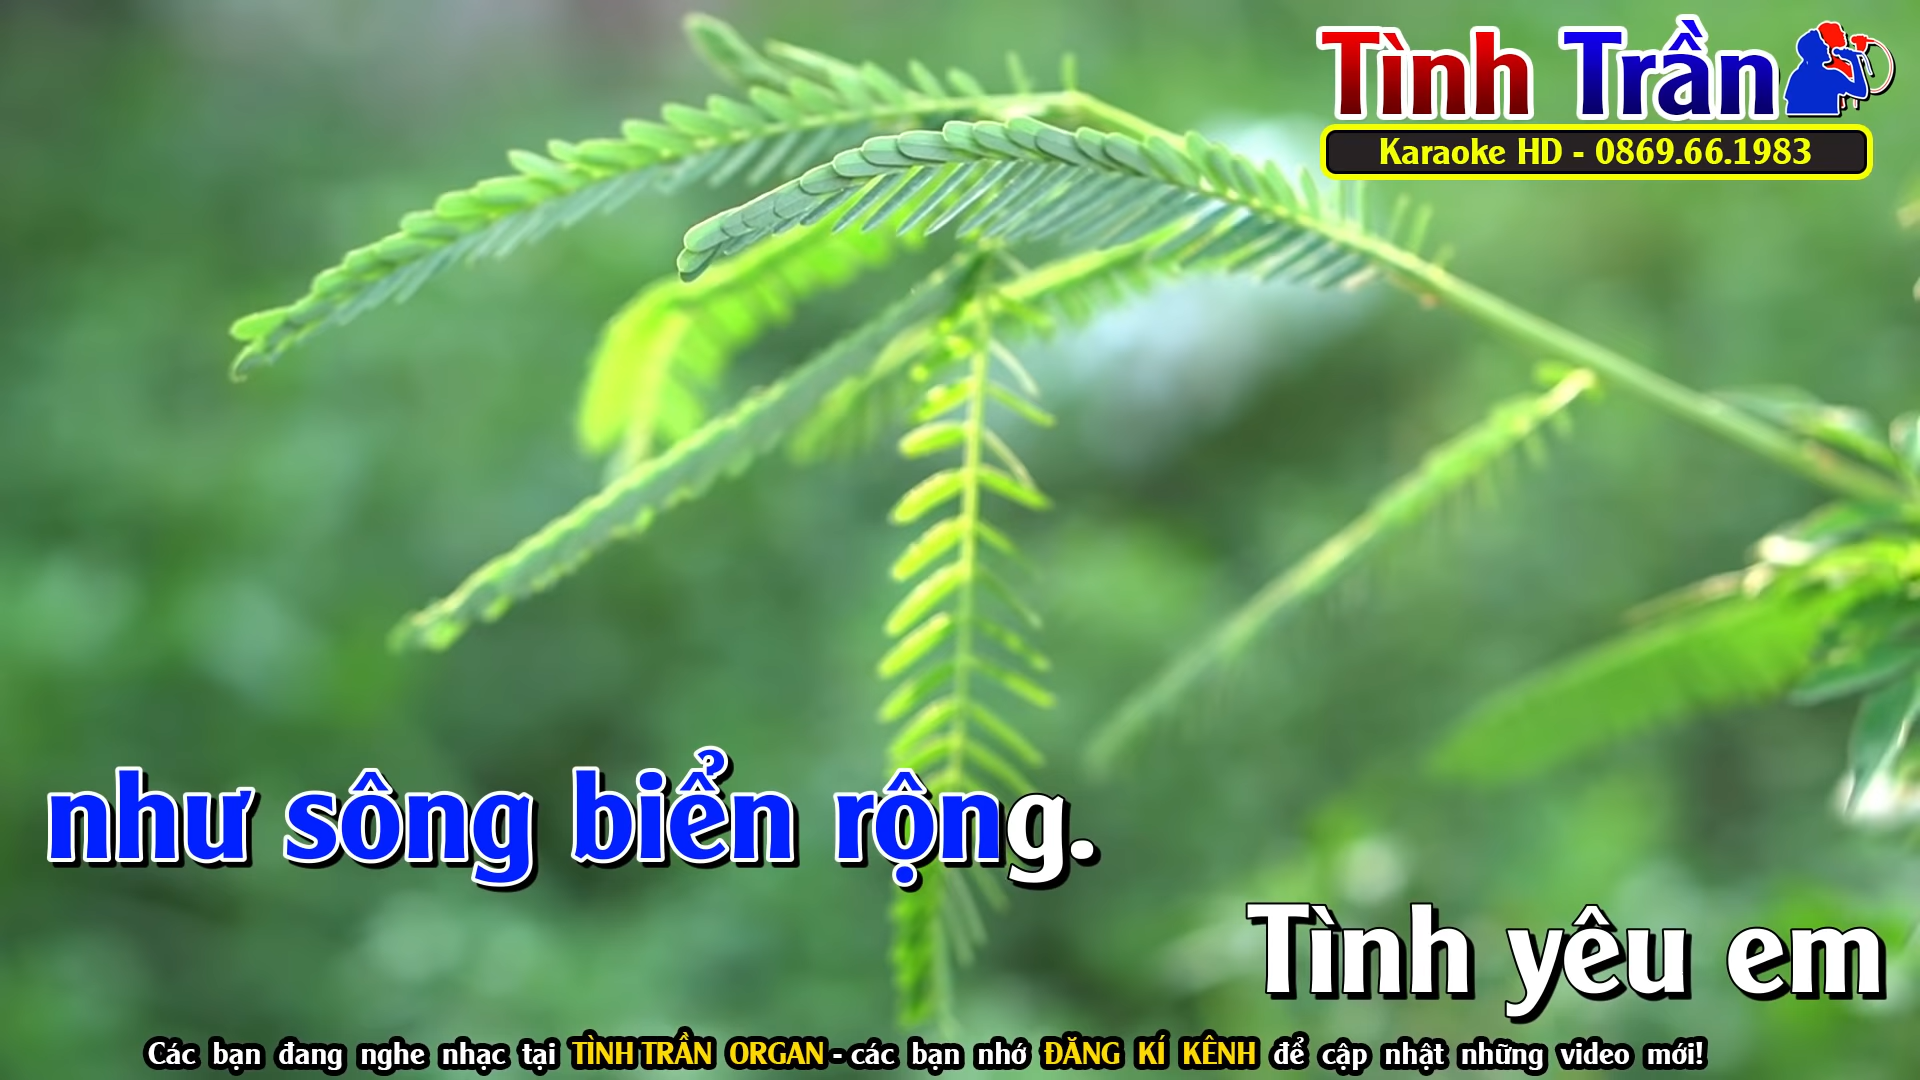 Tình Trần
Karaoke HD - 0869.66.1983
như sông biển rộng.
Tình yêu em
Các bạn đang nghe nhạc tại TÌNH TRẦN ORGAN - các bạn nhớ ĐĂNG KÍ KÊNH để cập nhật những video mới!